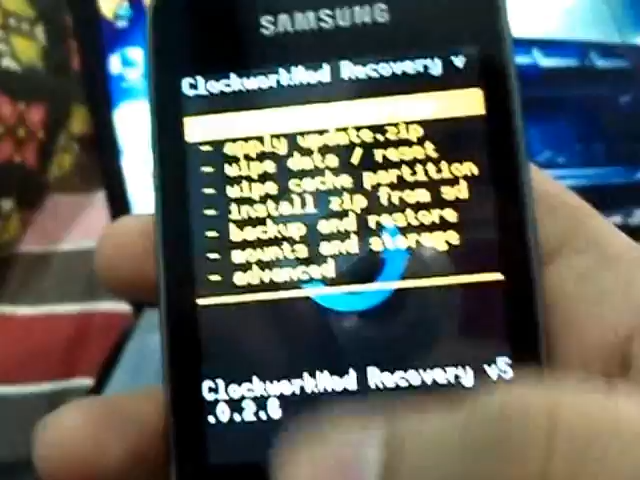 SAMSUNG
ClockworkMod Recovery v
- apply update.zip
- wipe data / reset
- wipe cache partition
- install zip from sd
- backup and restore
- mounts and storage
- advanced
ClockworkMod Recovery v5
.0.2.6